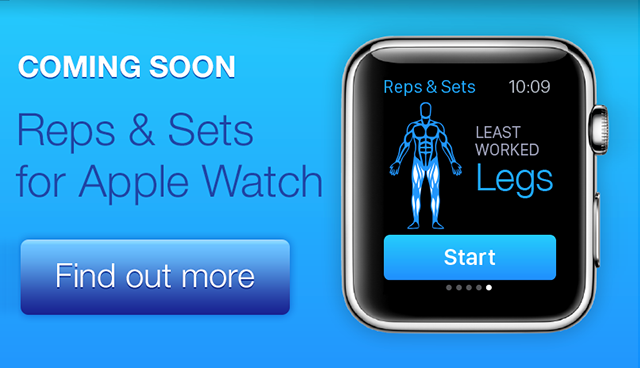 COMING SOON
Reps & Sets
for Apple Watch
Find out more
Reps & Sets 10:09
LEAST
WORKED
Legs
Start